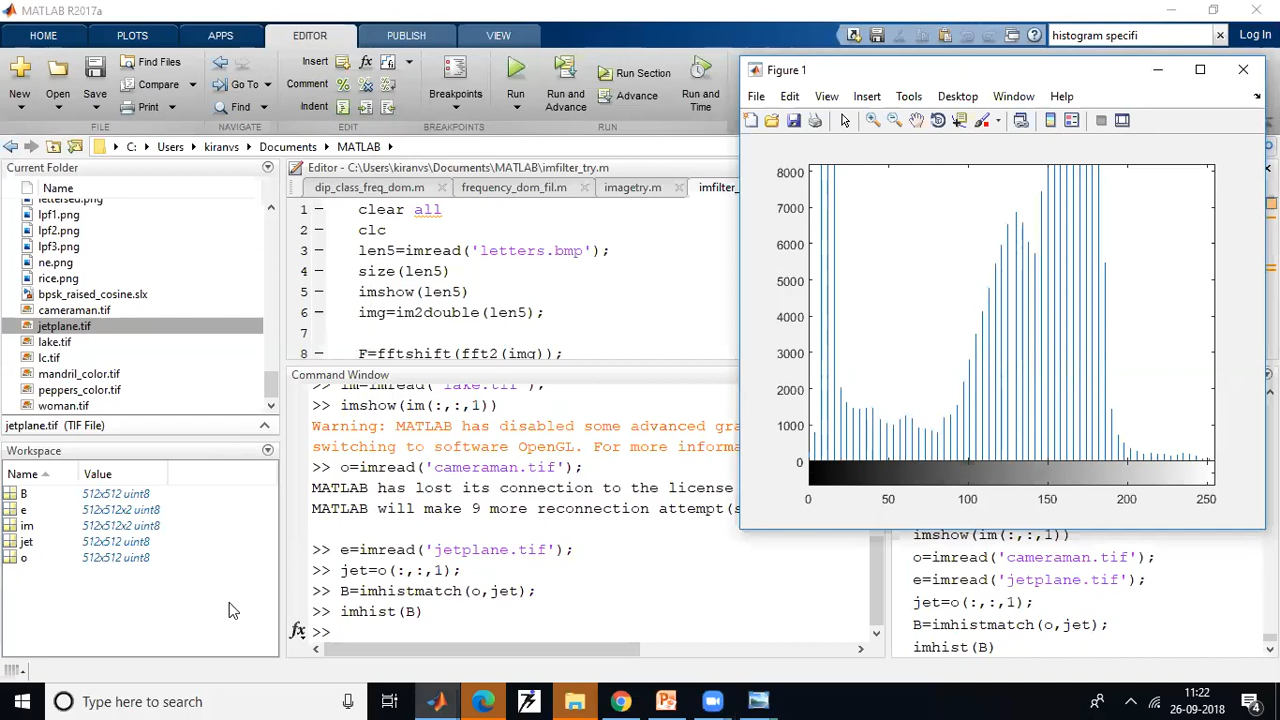 MATLAB R2017a
HOME PLOTS APPS EDITOR PUBLISH VIEW
histogram specifi
Log In
New Open Save
Find Files
Compare
Print
FILE
Go To
Find
NAVIGATE
Insert
Comment
Indent
EDIT
Breakpoints
BREAKPOINTS
Run
Run and Advance
Run Section
Advance
Run and Time
RUN
C: Users kiranvs Documents MATLAB
Current Folder
Name
lettersed.png
lpf1.png
lpf2.png
lpf3.png
ne.png
rice.png
bpsk_raised_cosine.slx
cameraman.tif
jetplane.tif
lake.tif
lc.tif
mandril_color.tif
peppers_color.tif
woman.tif
jetplane.tif (TIF File)
Workspace
Name Value
B 512x512 uint8
e 512x512x2 uint8
im 512x512x2 uint8
jet 512x512 uint8
o 512x512 uint8
Editor - C:\Users\kiranvs\Documents\MATLAB\imfilter_try.m
dip_class_freq_dom.m frequency_dom_fil.m imagetry.m imfilter_
1 clear all
2 clc
3 len5=imread('letters.bmp');
4 size(len5)
5 imshow(len5)
6 img=im2double(len5);
7
8 F=fftshift(fft2(img));
Command Window
>> im=imread('lake.tif');
>> imshow(im(:,:,1))
Warning: MATLAB has disabled some advanced gra
switching to software OpenGL. For more informa
>> o=imread('cameraman.tif');
MATLAB has lost its connection to the license
MATLAB will make 9 more reconnection attempt(s
>> e=imread('jetplane.tif');
>> jet=o(:,:,1);
>> B=imhistmatch(o,jet);
>> imhist(B)
fx >>
Figure 1
File Edit View Insert Tools Desktop Window Help
8000
7000
6000
5000
4000
3000
2000
1000
0
0 50 100 150 200 250
imshow(im(:,:,1))
o=imread('cameraman.tif');
e=imread('jetplane.tif');
jet=o(:,:,1);
B=imhistmatch(o,jet);
imhist(B)
Type here to search
11:22
26-09-2018
4